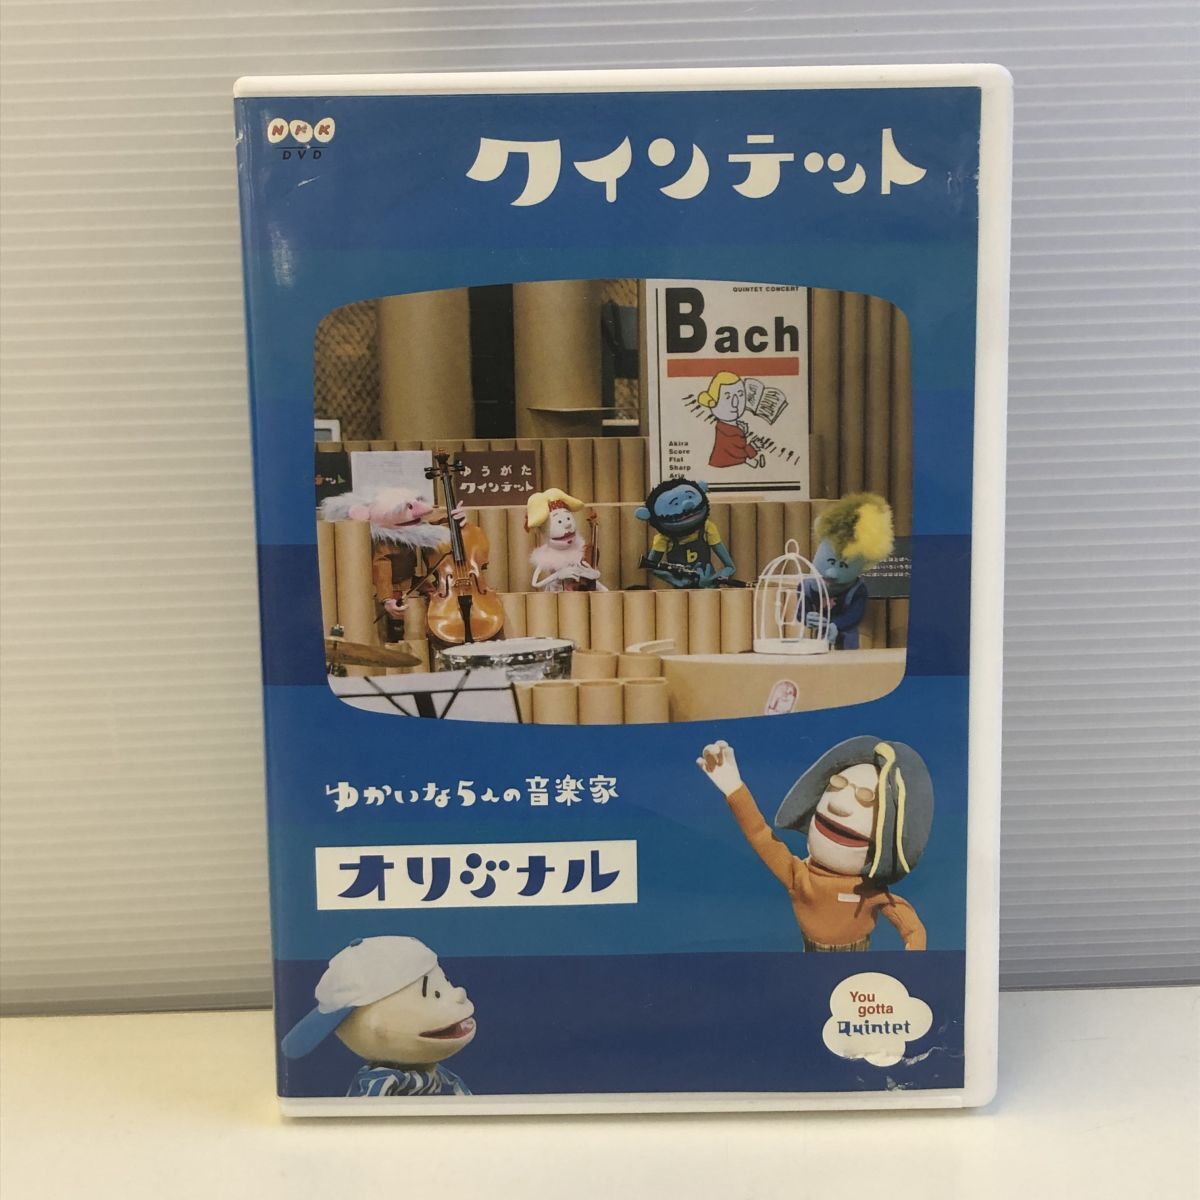 NHK
DVD
クインテット
QUINTET CONCERT
Bach
Akira
Score
Flat
Sharp
Aria
ゆうがた
クインテット
b
ゆかいな5人の音楽家
オリジナル
You
gotta
Quintet